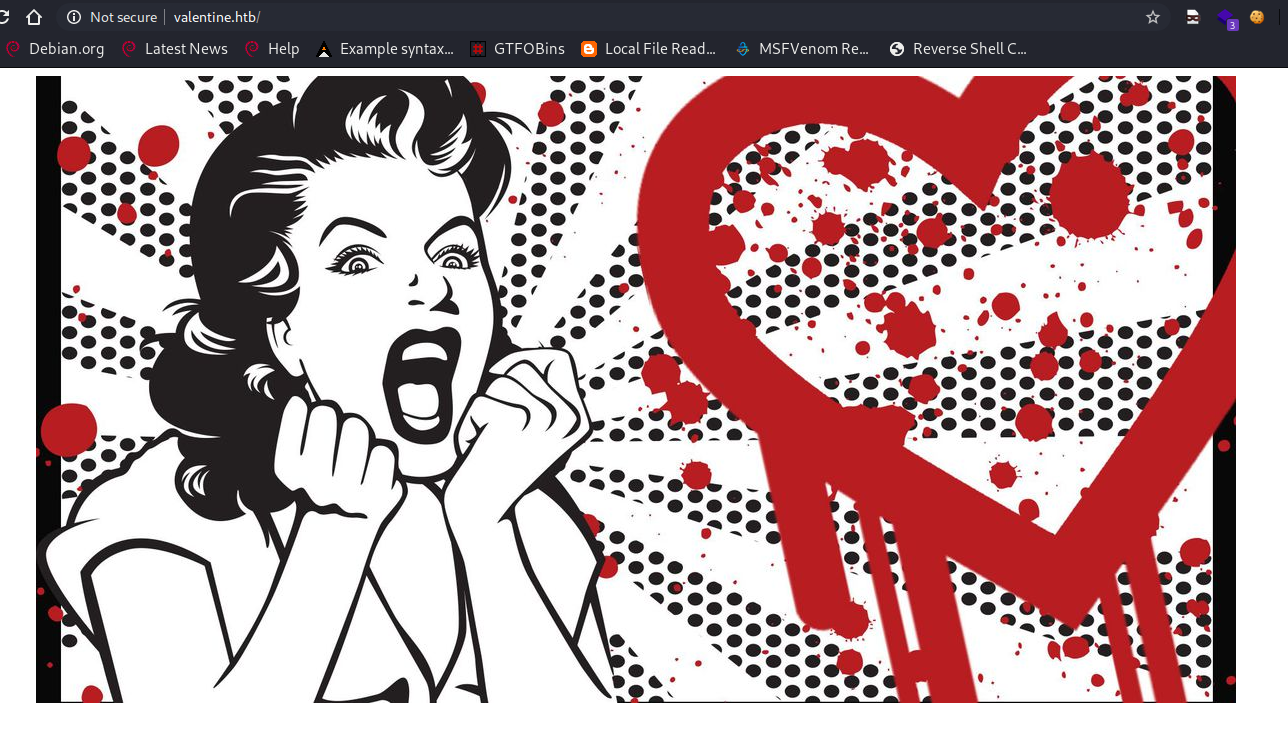 Not secure valentine.htb/
3
Debian.org Latest News Help Example syntax... GTFOBins Local File Read... MSFVenom Re... Reverse Shell C...